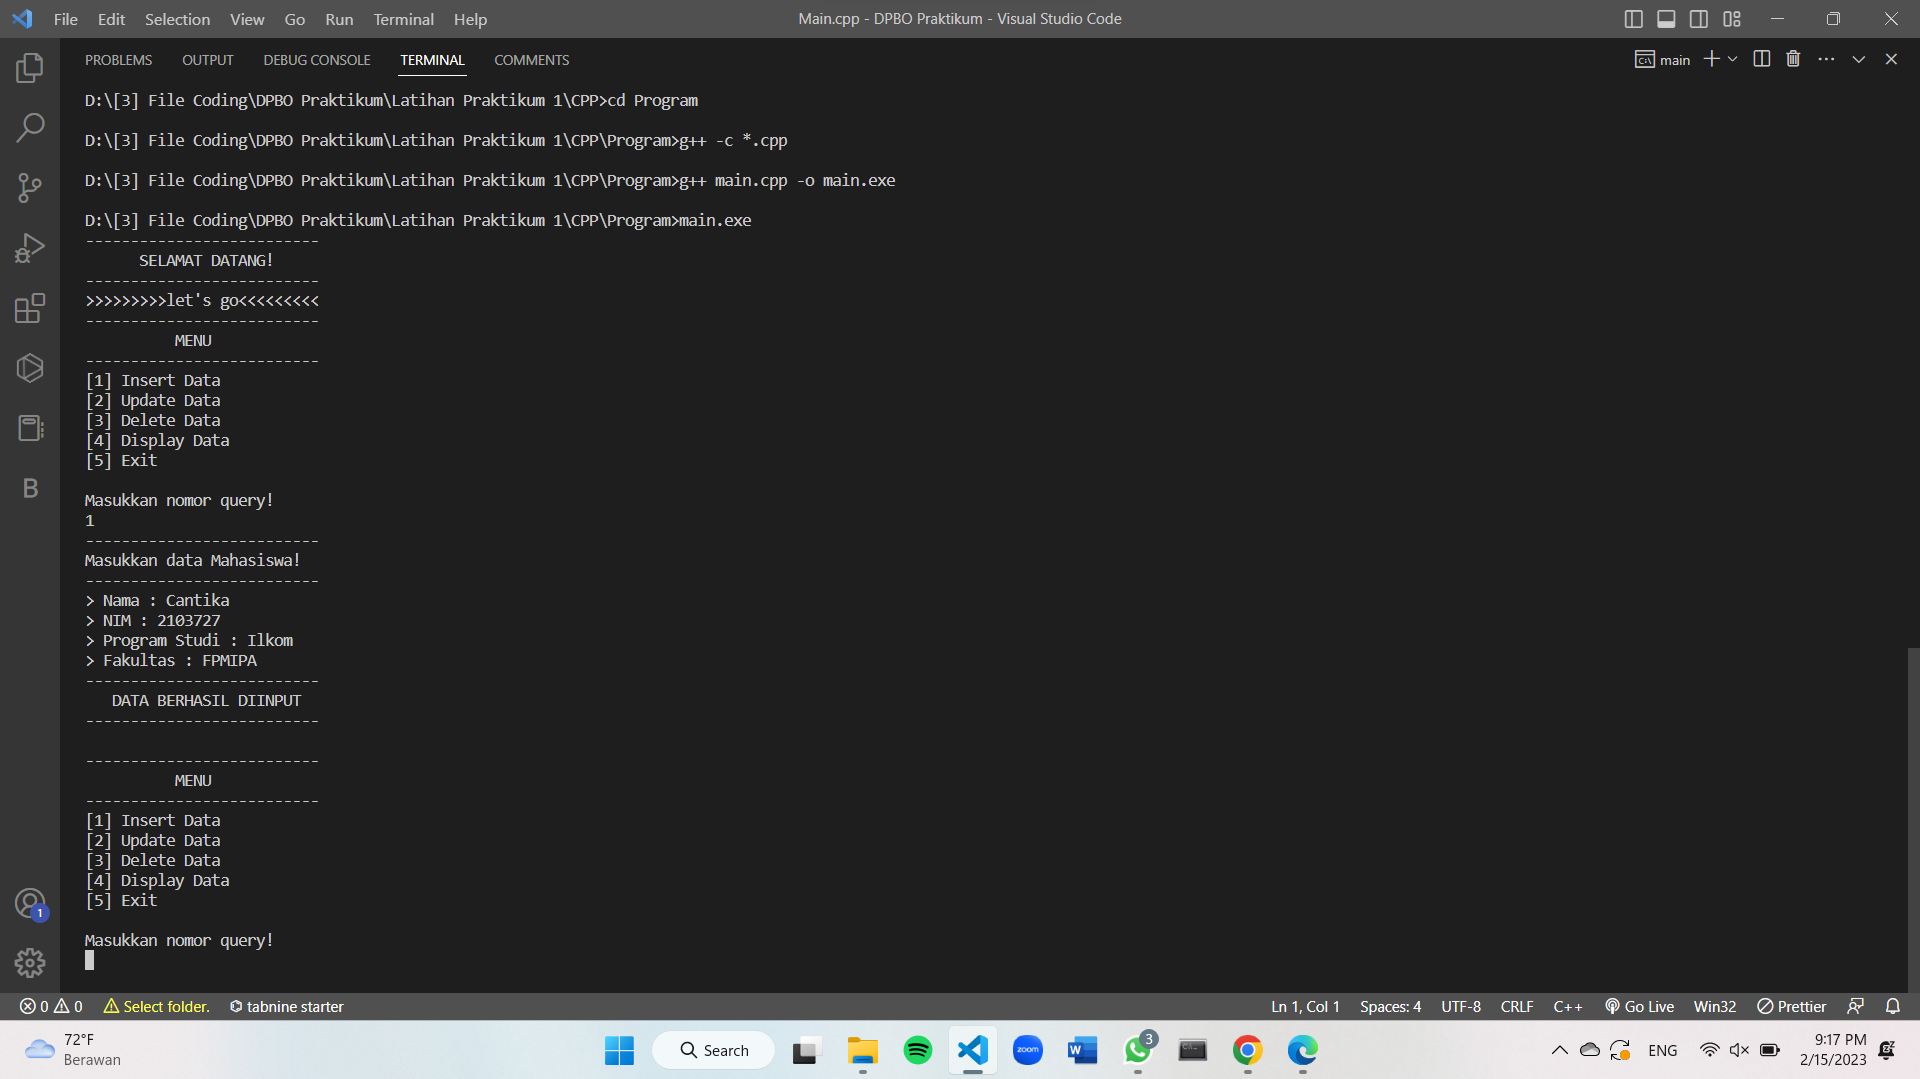 File Edit Selection View Go Run Terminal Help
Main.cpp - DPBO Praktikum - Visual Studio Code
PROBLEMS OUTPUT DEBUG CONSOLE TERMINAL COMMENTS
main
D:\[3] File Coding\DPBO Praktikum\Latihan Praktikum 1\CPP>cd Program
D:\[3] File Coding\DPBO Praktikum\Latihan Praktikum 1\CPP\Program>g++ -c *.cpp
D:\[3] File Coding\DPBO Praktikum\Latihan Praktikum 1\CPP\Program>g++ main.cpp -o main.exe
D:\[3] File Coding\DPBO Praktikum\Latihan Praktikum 1\CPP\Program>main.exe
--------------------------
SELAMAT DATANG!
--------------------------
>>>>>>>>>let's go<<<<<<<<<
--------------------------
MENU
--------------------------
[1] Insert Data
[2] Update Data
[3] Delete Data
[4] Display Data
[5] Exit
Masukkan nomor query!
1
--------------------------
Masukkan data Mahasiswa!
--------------------------
> Nama : Cantika
> NIM : 2103727
> Program Studi : Ilkom
> Fakultas : FPMIPA
--------------------------
DATA BERHASIL DIINPUT
--------------------------
--------------------------
MENU
--------------------------
[1] Insert Data
[2] Update Data
[3] Delete Data
[4] Display Data
[5] Exit
Masukkan nomor query!
B
1
0 0 Select folder. tabnine starter
Ln 1, Col 1 Spaces: 4 UTF-8 CRLF C++ Go Live Win32 Prettier
72°F
Berawan
Search
zoom
W
3
ENG
9:17 PM
2/15/2023